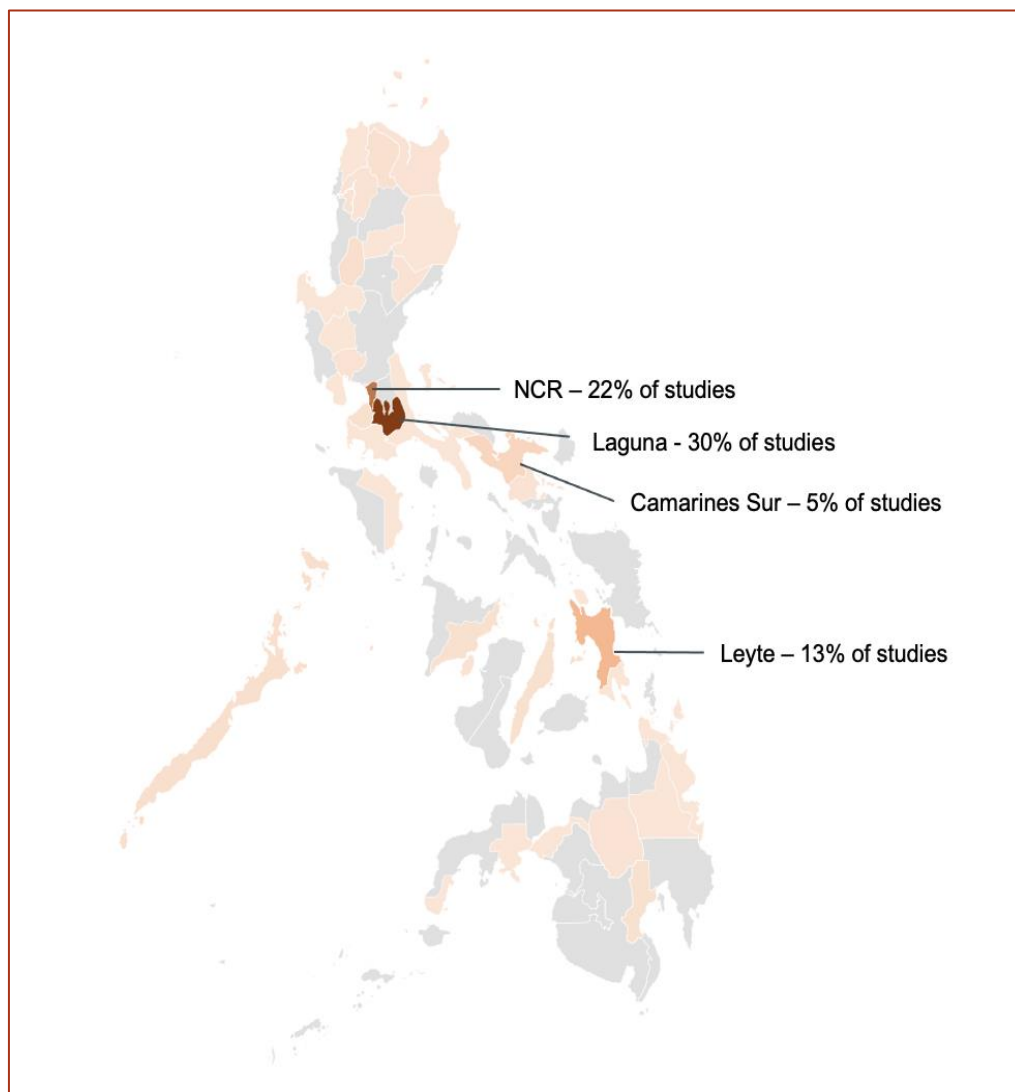 NCR – 22% of studies
Laguna - 30% of studies
Camarines Sur – 5% of studies
Leyte – 13% of studies